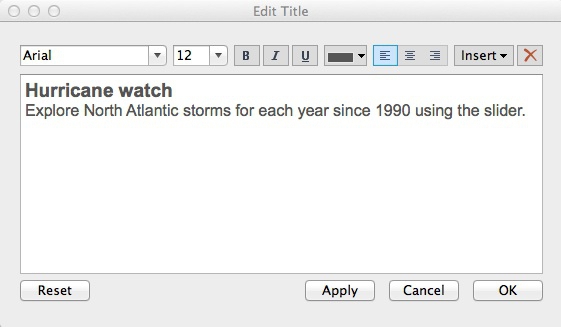 Edit Title
Arial 12 B I U Insert
Hurricane watch
Explore North Atlantic storms for each year since 1990 using the slider.
Reset Apply Cancel OK